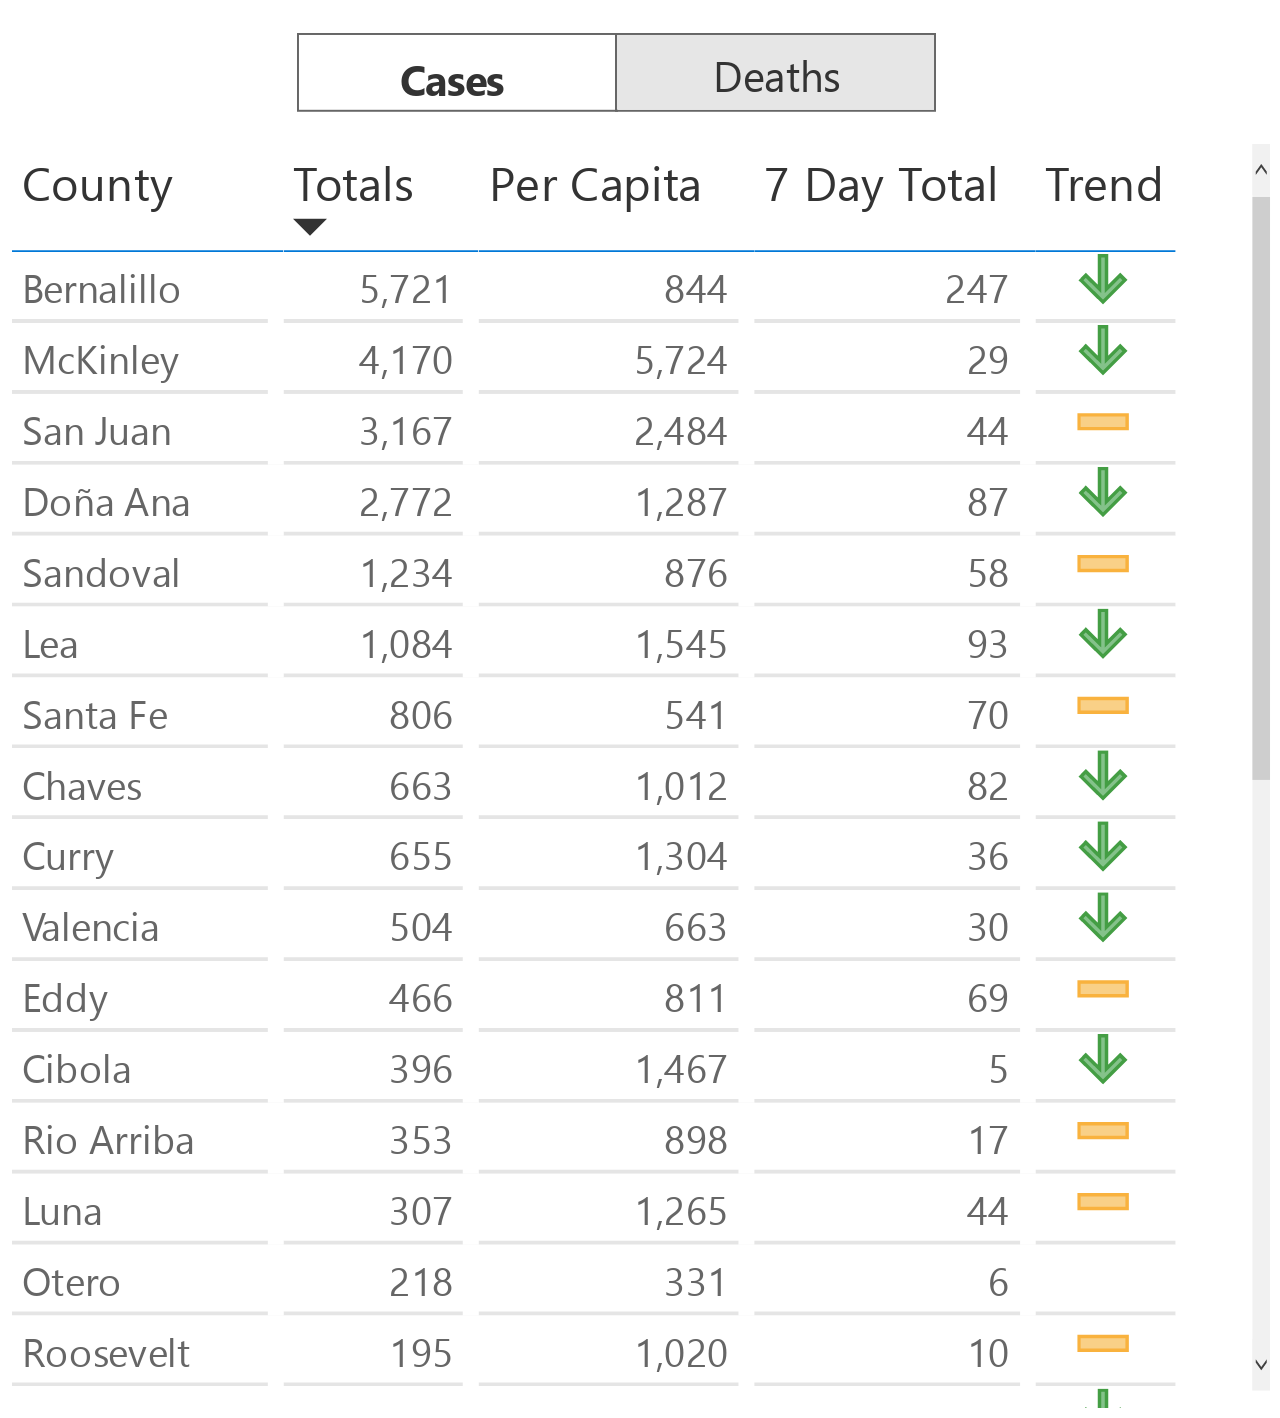 Cases Deaths
County Totals Per Capita 7 Day Total Trend
Bernalillo 5,721 844 247
McKinley 4,170 5,724 29
San Juan 3,167 2,484 44
Doña Ana 2,772 1,287 87
Sandoval 1,234 876 58
Lea 1,084 1,545 93
Santa Fe 806 541 70
Chaves 663 1,012 82
Curry 655 1,304 36
Valencia 504 663 30
Eddy 466 811 69
Cibola 396 1,467 5
Rio Arriba 353 898 17
Luna 307 1,265 44
Otero 218 331 6
Roosevelt 195 1,020 10